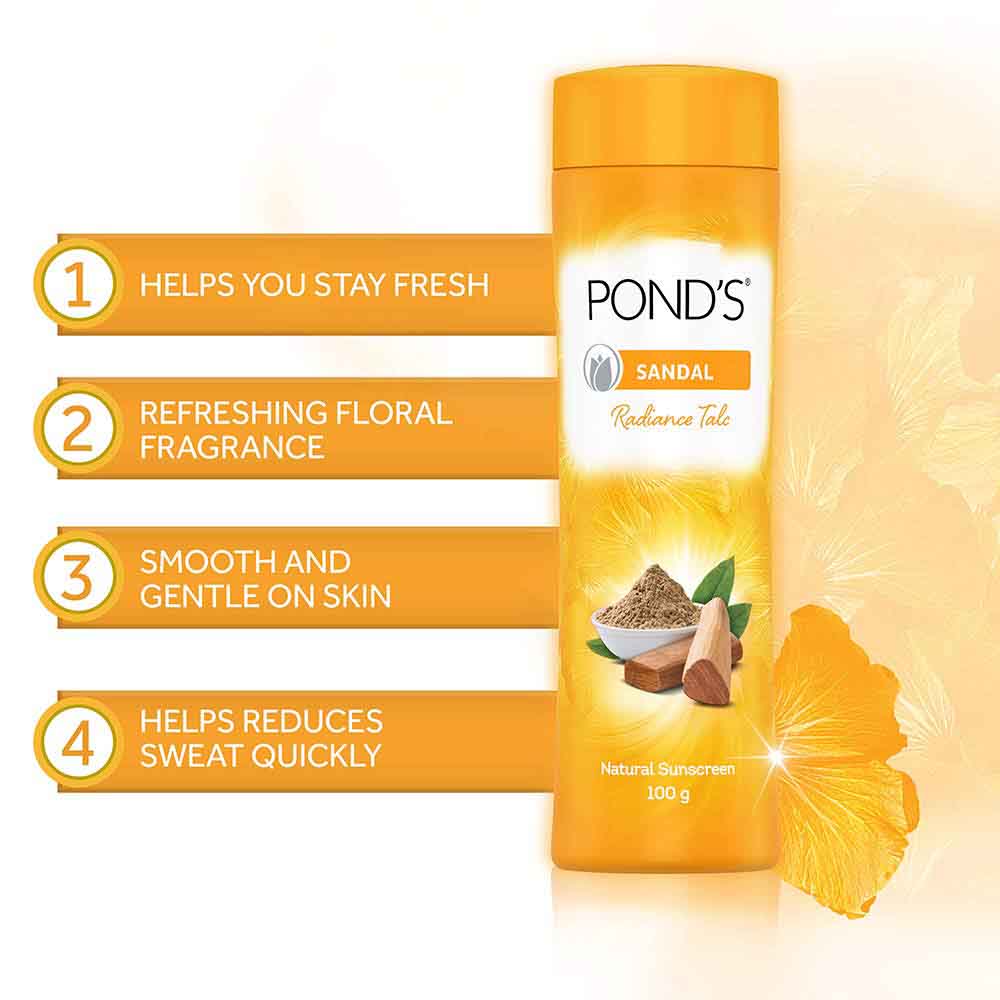 1
HELPS YOU STAY FRESH
2
REFRESHING FLORAL
FRAGRANCE
3
SMOOTH AND
GENTLE ON SKIN
4
HELPS REDUCES
SWEAT QUICKLY
POND'S®
SANDAL
Radiance Talc
Natural Sunscreen
100 g